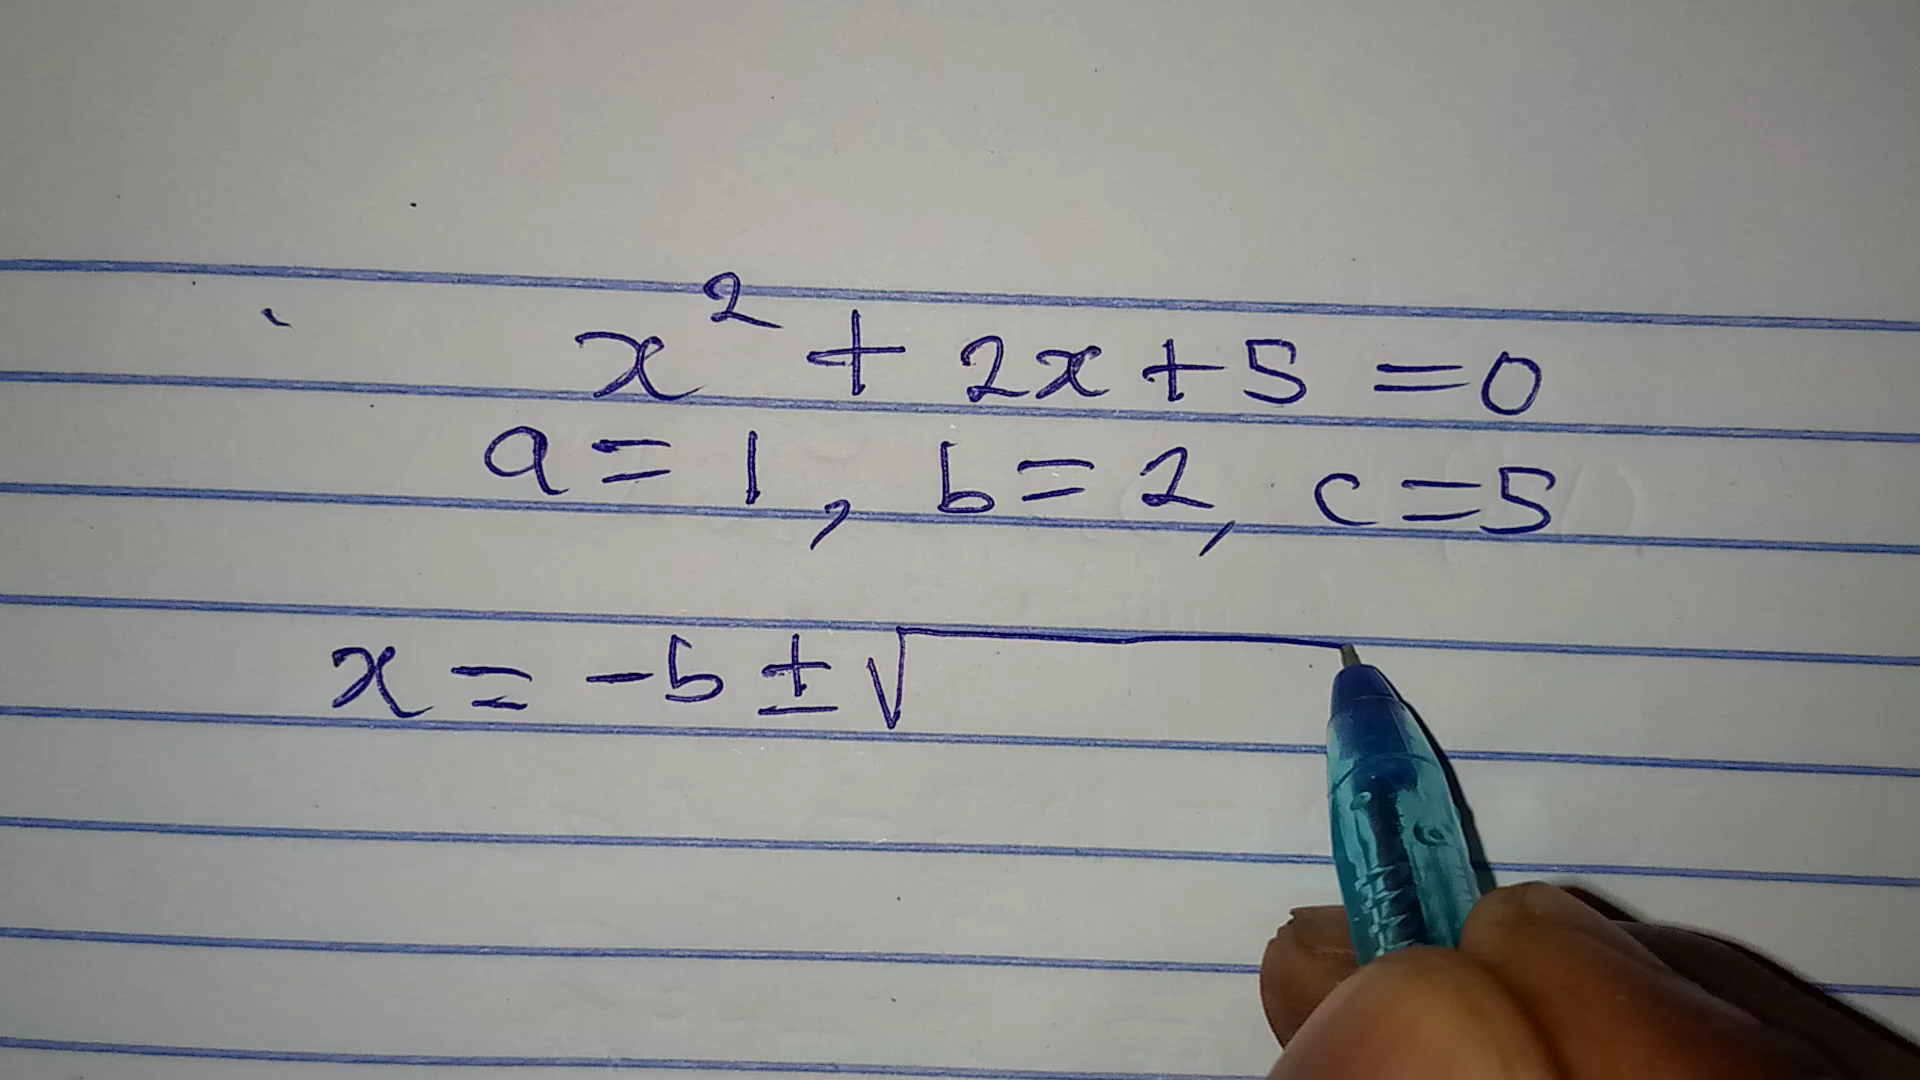 x² + 2x + 5 = 0
a = 1, b = 2, c = 5
x = -b ± √